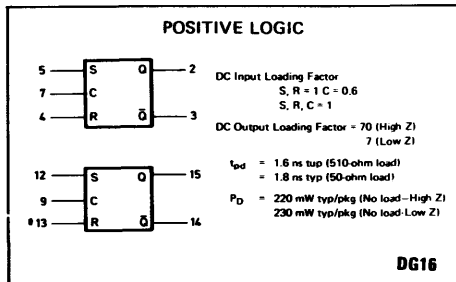 POSITIVE LOGIC
5 S Q 2
7 C
4 R Q̅ 3
12 S Q 15
9 C
13 R Q̅ 14
DC Input Loading Factor
S, R = 1 C = 0.6
S, R, C = 1
DC Output Loading Factor = 70 (High Z)
7 (Low Z)
tpd = 1.6 ns tup (510-ohm load)
= 1.8 ns typ (50-ohm load)
PD = 220 mW typ/pkg (No load–High Z)
230 mW typ/pkg (No load-Low Z)
DG16